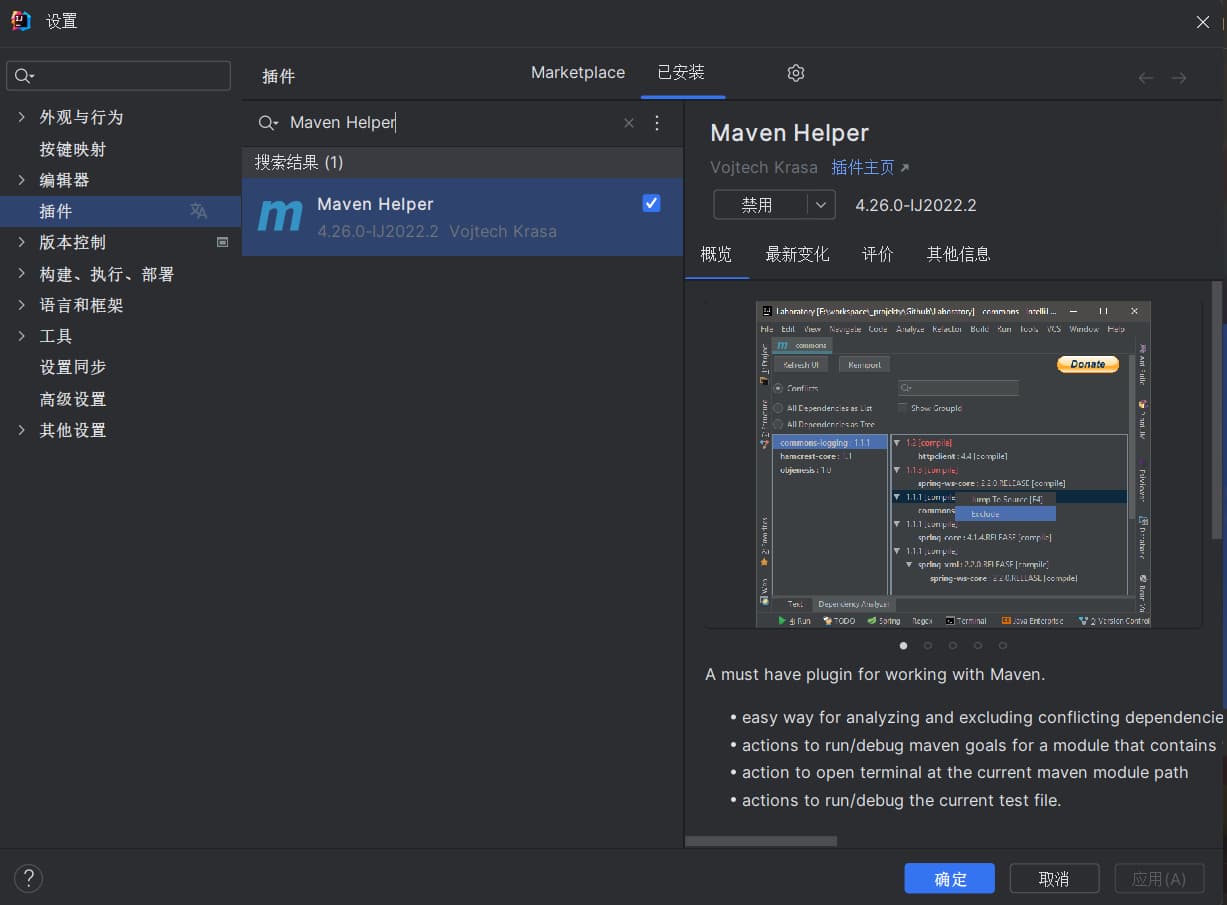 设置
插件
Marketplace
已安装
外观与行为
按键映射
编辑器
插件
版本控制
构建、执行、部署
语言和框架
工具
设置同步
高级设置
其他设置
Maven Helper
搜索结果 (1)
Maven Helper
4.26.0-IJ2022.2 Vojtech Krasa
Maven Helper
Vojtech Krasa 插件主页
禁用 4.26.0-IJ2022.2
概览 最新变化 评价 其他信息
Laboratory [F:\workspace\_projekty\Github\Laboratory] - commons - IntelliJ ...
File Edit View Navigate Code Analyze Refactor Build Run Tools VCS Window Help
commons
Refresh UI Reimport Donate
Conflicts
All Dependencies as List Show GroupId
All Dependencies as Tree
commons-logging : 1.1.1
hamcrest-core : 1.1
objenesis : 1.0
1.2 [compile]
httpclient : 4.4 [compile]
1.1.3 [compile]
spring-ws-core : 2.2.0.RELEASE [compile]
1.1.1 [compile
Jump To Source [F4]
commons
Exclude
1.1.1 [compile]
spring-core : 4.1.4.RELEASE [compile]
1.1.1 [compile]
spring-xml : 2.2.0.RELEASE [compile]
spring-ws-core : 2.2.0.RELEASE [compile]
Text Dependency Analyzer
4: Run TODO Spring Regex Terminal Java Enterprise 9: Version Control
A must have plugin for working with Maven.
• easy way for analyzing and excluding conflicting dependencie
• actions to run/debug maven goals for a module that contains
• action to open terminal at the current maven module path
• actions to run/debug the current test file.
?
确定 取消 应用(A)